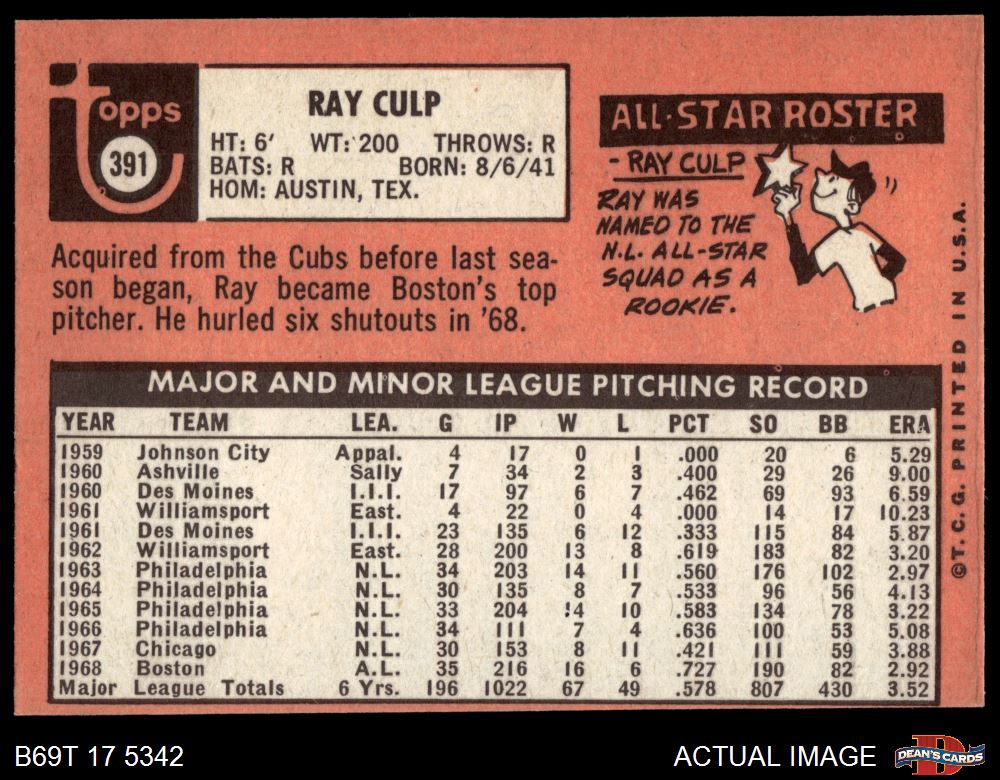 Topps
391
RAY CULP
HT: 6' WT: 200 THROWS: R
BATS: R BORN: 8/6/41
HOM: AUSTIN, TEX.
ALL-STAR ROSTER
- RAY CULP
RAY WAS
NAMED TO THE
N.L. ALL-STAR
SQUAD AS A
ROOKIE.
Acquired from the Cubs before last sea-
son began, Ray became Boston's top
pitcher. He hurled six shutouts in '68.
MAJOR AND MINOR LEAGUE PITCHING RECORD
YEAR TEAM LEA. G IP W L PCT SO BB ERA
1959 Johnson City Appal. 4 17 0 1 .000 20 6 5.29
1960 Ashville Sally 7 34 2 3 .400 29 26 9.00
1960 Des Moines I.I.I. 17 97 6 7 .462 69 93 6.59
1961 Williamsport East. 4 22 0 4 .000 14 17 10.23
1961 Des Moines I.I.I. 23 135 6 12 .333 115 84 5.87
1962 Williamsport East. 28 200 13 8 .619 183 82 3.20
1963 Philadelphia N.L. 34 203 14 11 .560 176 102 2.97
1964 Philadelphia N.L. 30 135 8 7 .533 96 56 4.13
1965 Philadelphia N.L. 33 204 14 10 .583 134 78 3.22
1966 Philadelphia N.L. 34 111 7 4 .636 100 53 5.08
1967 Chicago N.L. 30 153 8 11 .421 111 59 3.88
1968 Boston A.L. 35 216 16 6 .727 190 82 2.92
Major League Totals 6 Yrs. 196 1022 67 49 .578 807 430 3.52
©T.C.G. PRINTED IN U.S.A.
B69T 17 5342
ACTUAL IMAGE
DEAN'S CARDS